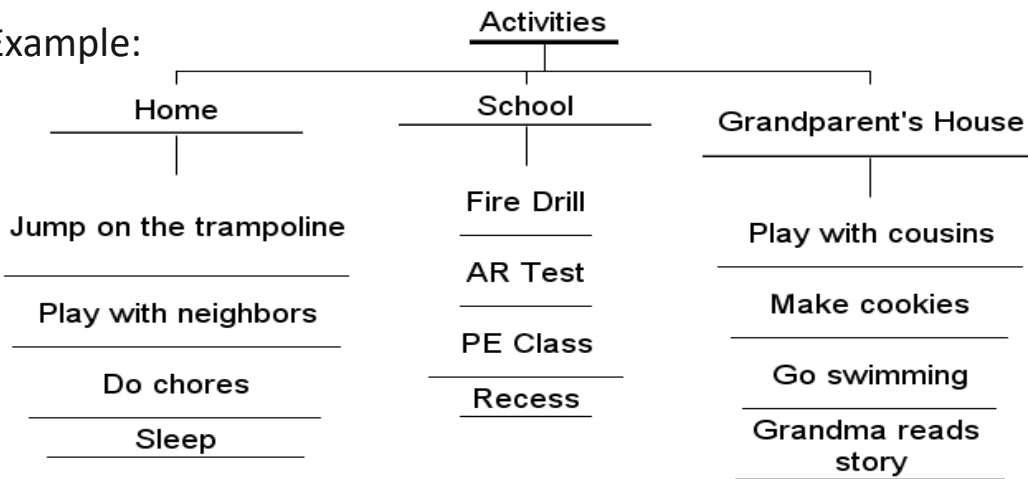 Activities
Example:
Home
School
Grandparent's House
Jump on the trampoline
Play with neighbors
Do chores
Sleep
Fire Drill
AR Test
PE Class
Recess
Play with cousins
Make cookies
Go swimming
Grandma reads
story